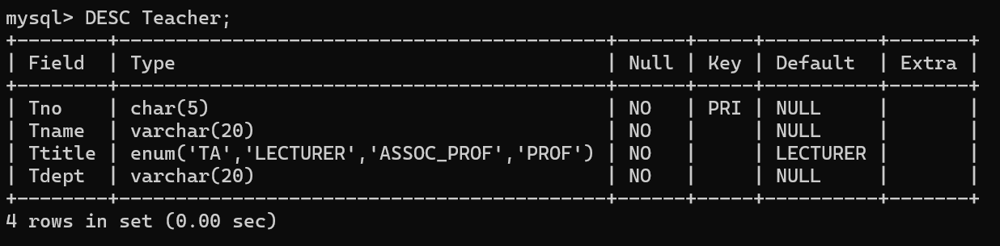 mysql> DESC Teacher;
+---------+------------------------------------------+------+-----+----------+-------+
| Field   | Type                                     | Null | Key | Default  | Extra |
+---------+------------------------------------------+------+-----+----------+-------+
| Tno     | char(5)                                  | NO   | PRI | NULL     |       |
| Tname   | varchar(20)                              | NO   |     | NULL     |       |
| Ttitle  | enum('TA','LECTURER','ASSOC_PROF','PROF') | NO   |     | LECTURER |       |
| Tdept   | varchar(20)                              | NO   |     | NULL     |       |
+---------+------------------------------------------+------+-----+----------+-------+
4 rows in set (0.00 sec)